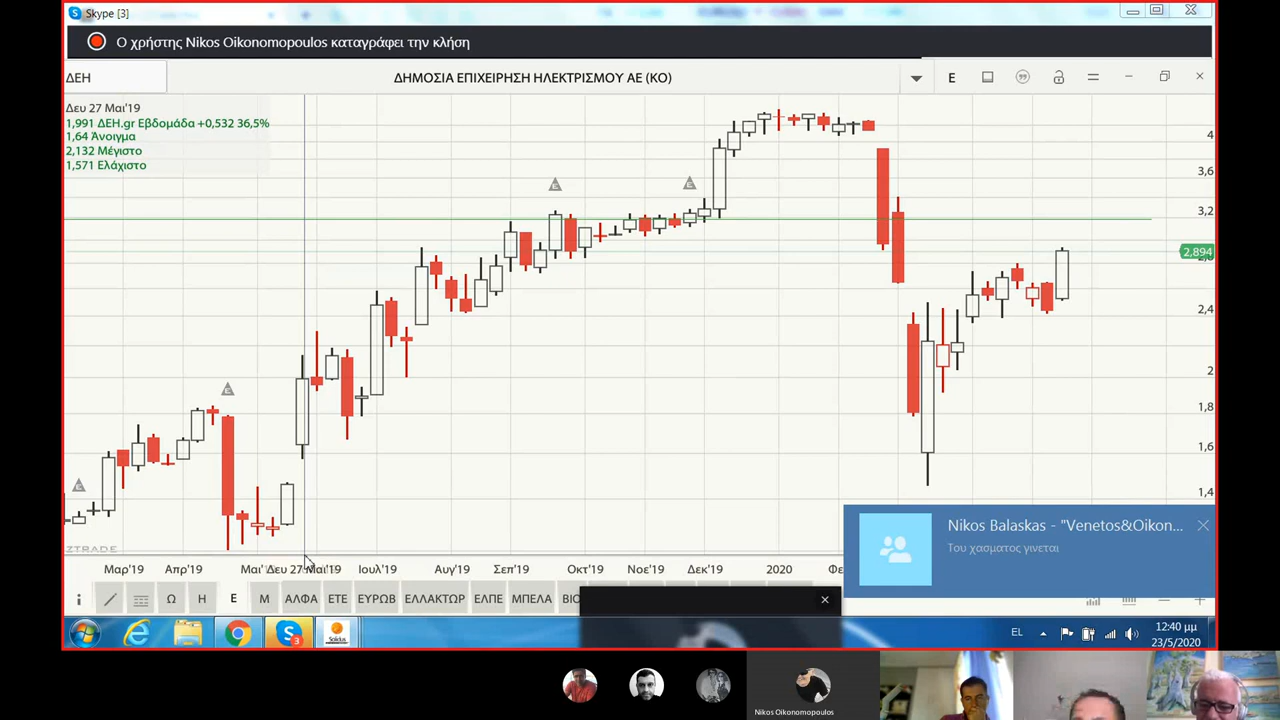 Skype [3]
Ο χρήστης Nikos Oikonomopoulos καταγράφει την κλήση
ΔΕΗ
ΔΗΜΟΣΙΑ ΕΠΙΧΕΙΡΗΣΗ ΗΛΕΚΤΡΙΣΜΟΥ ΑΕ (ΚΟ)
E
Δευ 27 Μαι'19
1,991 ΔΕΗ.gr Εβδομάδα +0,532 36,5%
1,64 Άνοιγμα
2,132 Μέγιστο
1,571 Ελάχιστο
4
3,6
3,2
2,894
2,4
2
1,8
1,6
1,4
ZTRADE
Μαρ'19 Απρ'19 Μαι' Δευ 27 Μαι'19 Ιουλ'19 Αυγ'19 Σεπ'19 Οκτ'19 Νοε'19 Δεκ'19 2020 Φε
Nikos Balaskas - "Venetos&Oikon...
Του χασματος γινεται
Ω H E M ΑΛΦΑ ΕΤΕ ΕΥΡΩΒ ΕΛΛΑΚΤΩΡ ΕΛΠΕ ΜΠΕΛΑ ΒΙΟ
3
Solidus
EL
12:40 μμ
23/5/2020
Nikos Oikonomopoulos